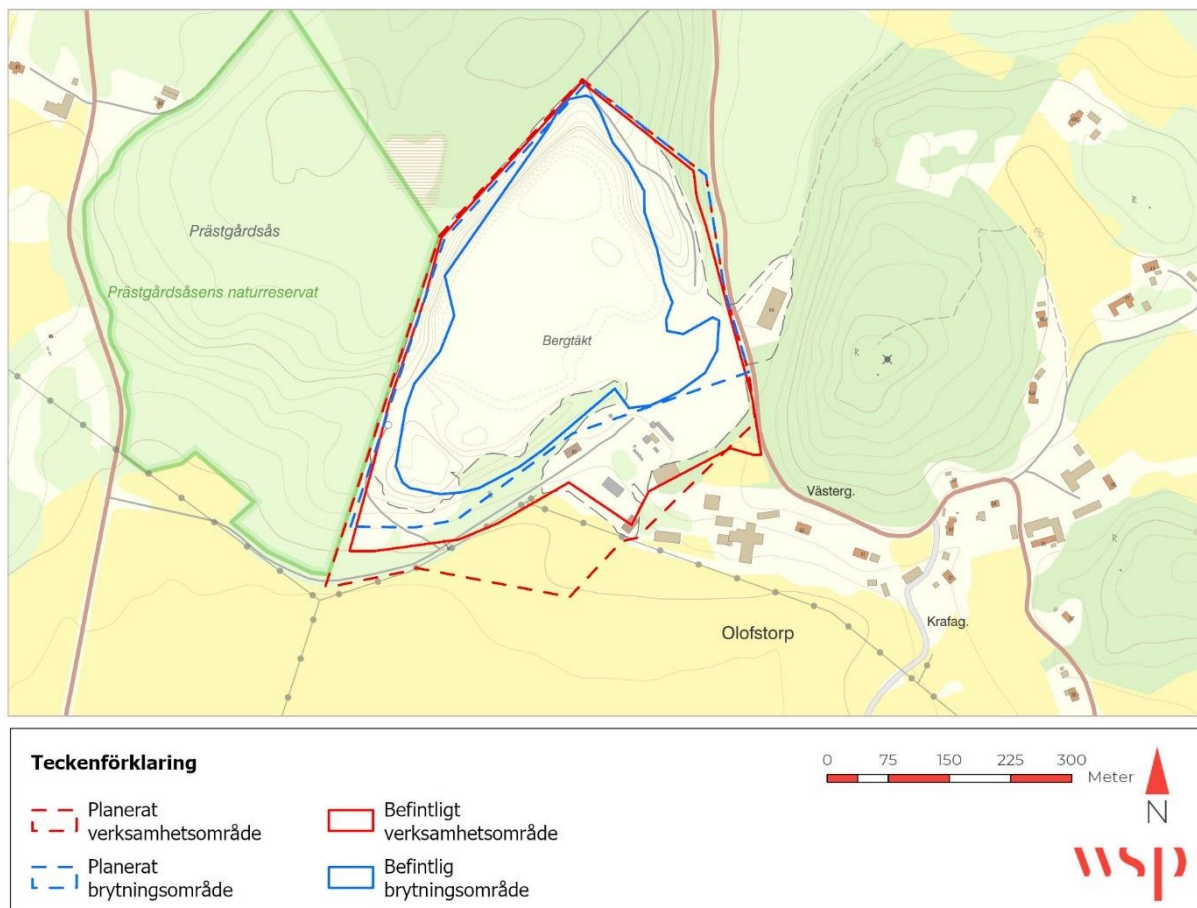 Prästgårdsås
Prästgårdsåsens naturreservat
Bergtäkt
Västerg.
Krafag.
Olofstorp
R
R
R
Teckenförklaring
Planerat
verksamhetsområde
Befintligt
verksamhetsområde
Planerat
brytningsområde
Befintlig
brytningsområde
0 75 150 225 300
Meter
N
wsp